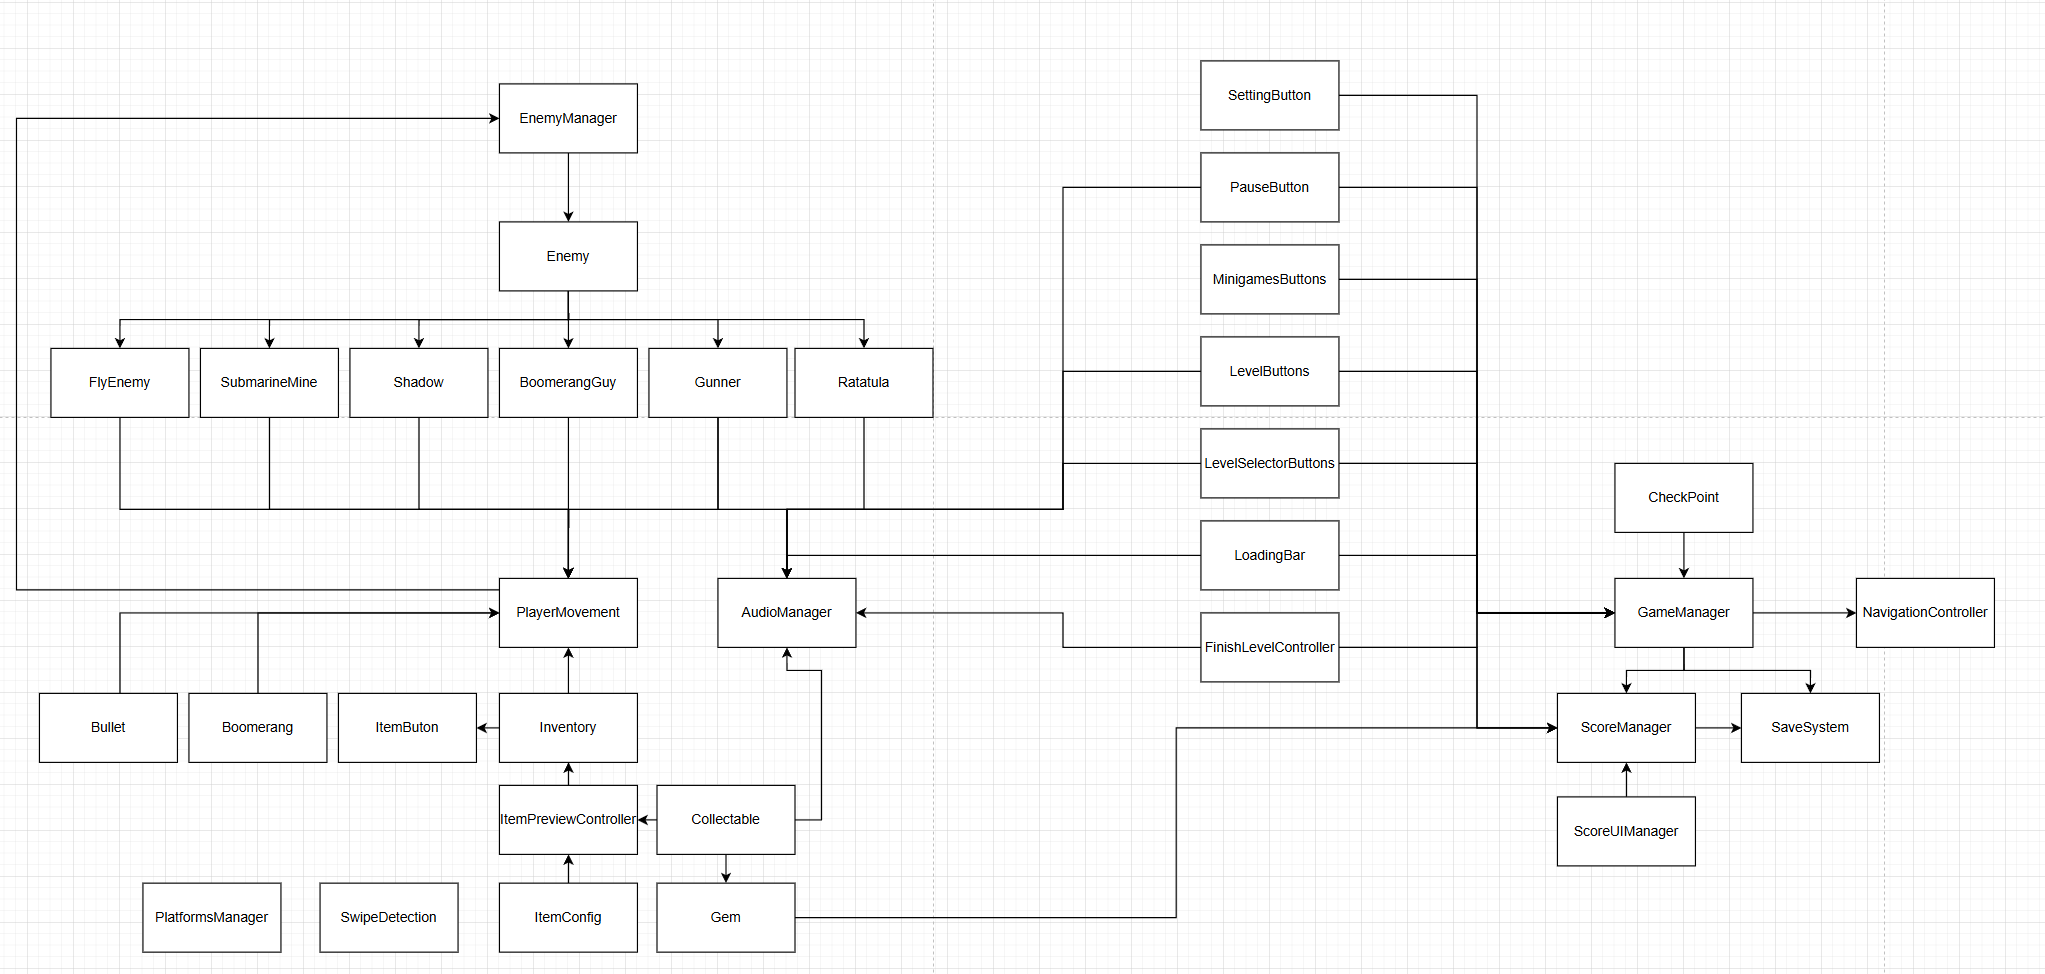 SettingButton
EnemyManager
PauseButton
Enemy
MinigamesButtons
LevelButtons
FlyEnemy
SubmarineMine
Shadow
BoomerangGuy
Gunner
Ratatula
LevelSelectorButtons
CheckPoint
LoadingBar
PlayerMovement
AudioManager
GameManager
NavigationController
FinishLevelController
Bullet
Boomerang
ItemButon
Inventory
ScoreManager
SaveSystem
ItemPreviewController
Collectable
ScoreUIManager
PlatformsManager
SwipeDetection
ItemConfig
Gem